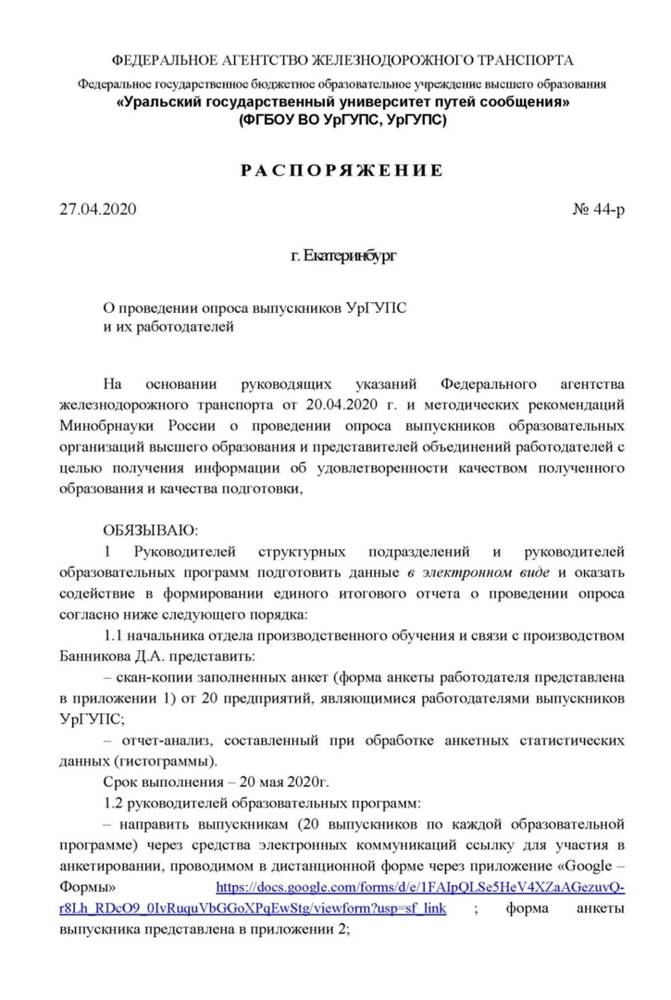 ФЕДЕРАЛЬНОЕ АГЕНТСТВО ЖЕЛЕЗНОДОРОЖНОГО ТРАНСПОРТА
Федеральное государственное бюджетное образовательное учреждение высшего образования
«Уральский государственный университет путей сообщения»
(ФГБОУ ВО УрГУПС, УрГУПС)
РАСПОРЯЖЕНИЕ
27.04.2020 № 44-р
г. Екатеринбург
О проведении опроса выпускников УрГУПС
и их работодателей
На основании руководящих указаний Федерального агентства
железнодорожного транспорта от 20.04.2020 г. и методических рекомендаций
Минобрнауки России о проведении опроса выпускников образовательных
организаций высшего образования и представителей объединений работодателей с
целью получения информации об удовлетворенности качеством полученного
образования и качества подготовки,
ОБЯЗЫВАЮ:
1 Руководителей структурных подразделений и руководителей
образовательных программ подготовить данные в электронном виде и оказать
содействие в формировании единого итогового отчета о проведении опроса
согласно ниже следующего порядка:
1.1 начальника отдела производственного обучения и связи с производством
Банникова Д.А. представить:
– скан-копии заполненных анкет (форма анкеты работодателя представлена
в приложении 1) от 20 предприятий, являющимися работодателями выпускников
УрГУПС;
– отчет-анализ, составленный при обработке анкетных статистических
данных (гистограммы).
Срок выполнения – 20 мая 2020г.
1.2 руководителей образовательных программ:
– направить выпускникам (20 выпускников по каждой образовательной
программе) через средства электронных коммуникаций ссылку для участия в
анкетировании, проводимом в дистанционной форме через приложение «Google –
Формы» https://docs.google.com/forms/d/e/1FAIpQLSe5HeV4XZaAGezuvQ-
r8Lh_RDcO9_0IvRuquVbGGoXPqEwStg/viewform?usp=sf_link ; форма анкеты
выпускника представлена в приложении 2;